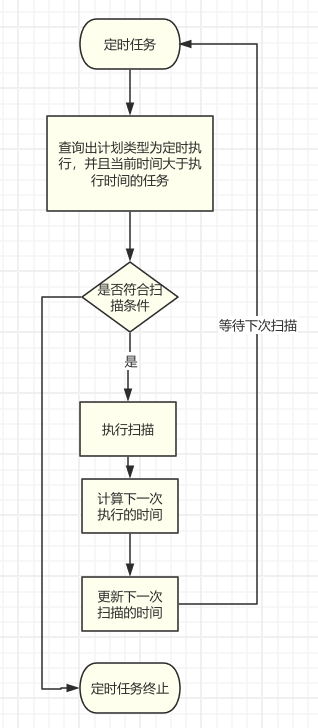 定时任务
查询出计划类型为定时执
行，并且当前时间大于执
行时间的任务
是否符合扫
描条件
等待下次扫描
是
执行扫描
计算下一次
执行的时间
更新下一次
扫描的时间
定时任务终止